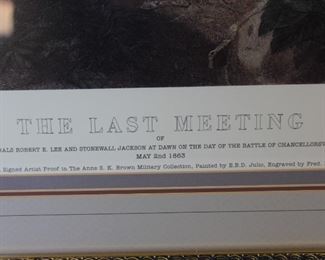 THE LAST MEETING
OF
ROBERT E. LEE AND STONEWALL JACKSON AT DAWN ON THE DAY OF THE BATTLE OF
MAY 2nd 1863
Signed Artist Proof in The Anne S. K. Brown Military Collection, Painted by E.B.D. Julio, Engraved by Fred.